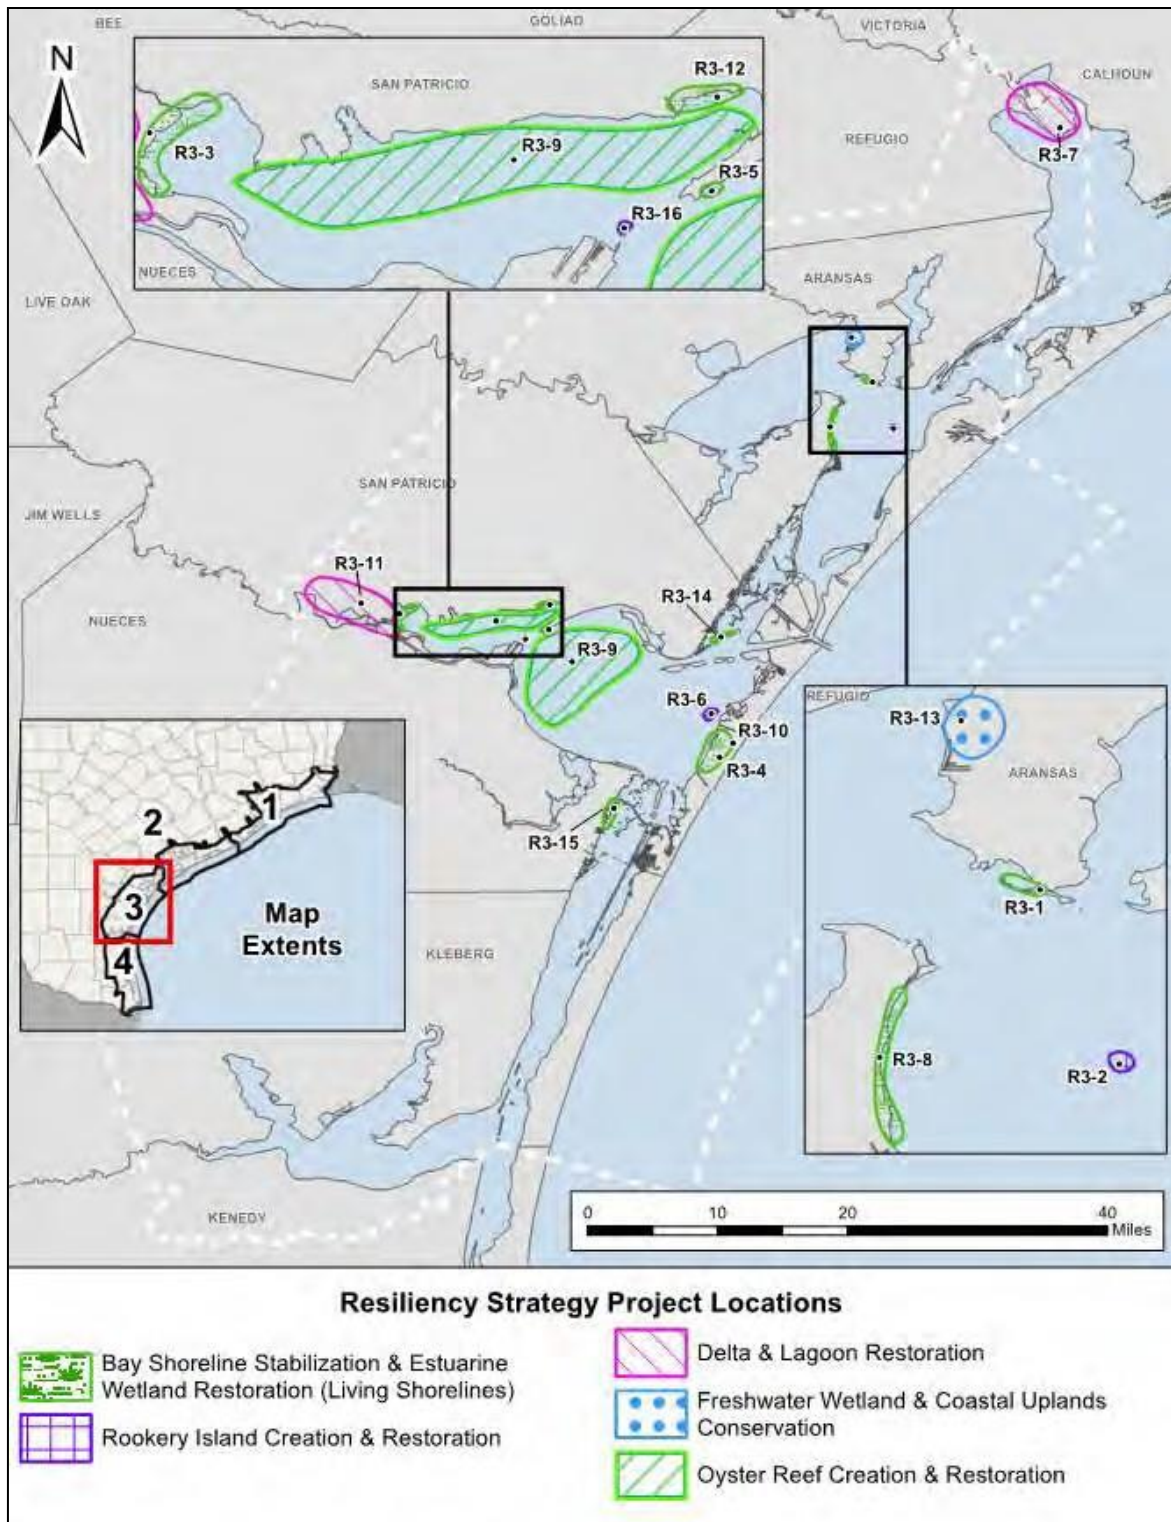 BEE
GOLIAD
VICTORIA
CALHOUN
N
SAN PATRICIO
R3-12
R3-3
R3-9
R3-5
R3-16
NUECES
REFUGIO
R3-7
LIVE OAK
ARANSAS
SAN PATRICIO
JIM WELLS
R3-11
R3-14
NUECES
R3-9
R3-6
R3-10
R3-4
R3-15
REFUGIO
R3-13
ARANSAS
R3-1
R3-8
R3-2
1
2
3
4
Map
Extents
KLEBERG
KENEDY
0 10 20 40
Miles
Resiliency Strategy Project Locations
Bay Shoreline Stabilization & Estuarine
Wetland Restoration (Living Shorelines)
Rookery Island Creation & Restoration
Delta & Lagoon Restoration
Freshwater Wetland & Coastal Uplands
Conservation
Oyster Reef Creation & Restoration